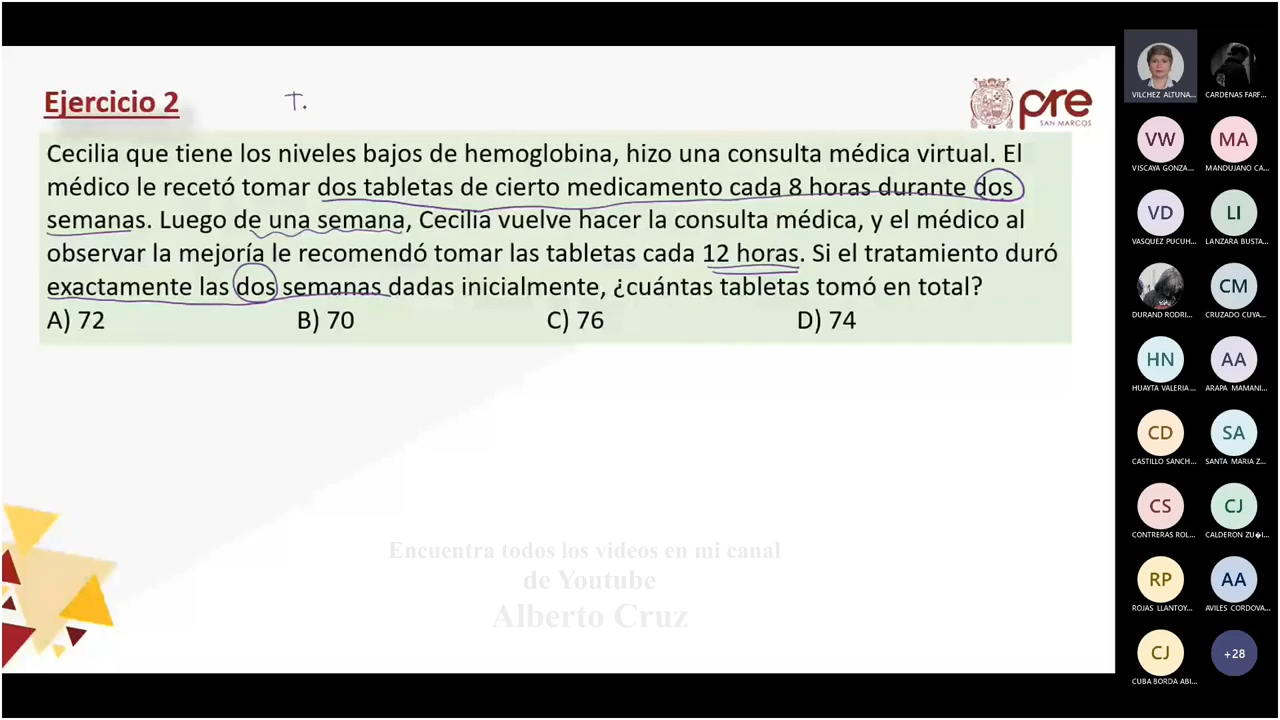 Ejercicio 2
T.
pre
SAN MARCOS
Cecilia que tiene los niveles bajos de hemoglobina, hizo una consulta médica virtual. El
médico le recetó tomar dos tabletas de cierto medicamento cada 8 horas durante dos
semanas. Luego de una semana, Cecilia vuelve hacer la consulta médica, y el médico al
observar la mejoría le recomendó tomar las tabletas cada 12 horas. Si el tratamiento duró
exactamente las dos semanas dadas inicialmente, ¿cuántas tabletas tomó en total?
A) 72 B) 70 C) 76 D) 74
Encuentra todos los videos en mi canal
de Youtube
Alberto Cruz
VILCHEZ ALTUNA... CARDENAS FARF...
VW MA
VISCAYA GONZA... MANDUJANO CA...
VD LI
VASQUEZ PUCUH... LANZARA BUSTA...
CM
DURAND RODRI... CRUZADO CUYA...
HN AA
HUAYTA VALERIA... ARAPA MAMANI...
CD SA
CASTILLO SANCH... SANTA MARIA Z...
CS CJ
CONTRERAS ROL... CALDERON ZU�I...
RP AA
ROJAS LLANTOY... AVILES CORDOVA...
CJ +28
CUBA BORDA ABI...